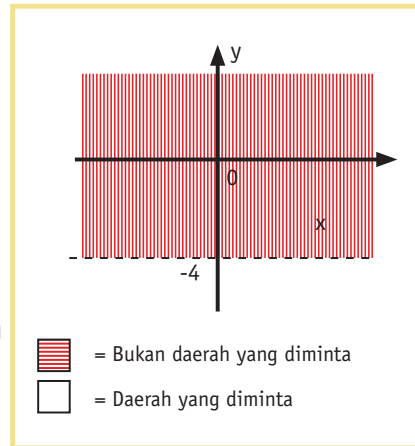 y
0
x
-4
= Bukan daerah yang diminta
= Daerah yang diminta